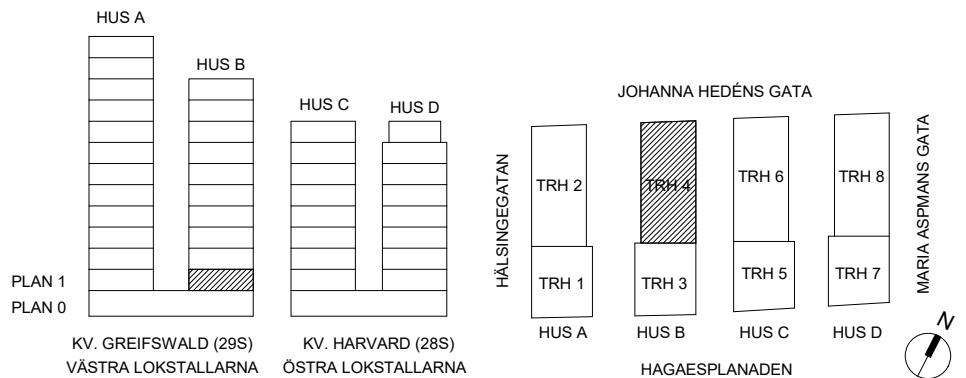 HUS A
HUS B
HUS C
HUS D
PLAN 1
PLAN 0
KV. GREIFSWALD (29S)
VÄSTRA LOKSTALLARNA
KV. HARVARD (28S)
ÖSTRA LOKSTALLARNA
JOHANNA HEDÉNS GATA
HÄLSINGEGATAN
TRH 2
TRH 4
TRH 6
TRH 8
TRH 1
TRH 3
TRH 5
TRH 7
MARIA ASPMANS GATA
HUS A
HUS B
HUS C
HUS D
HAGAESPLANADEN
N